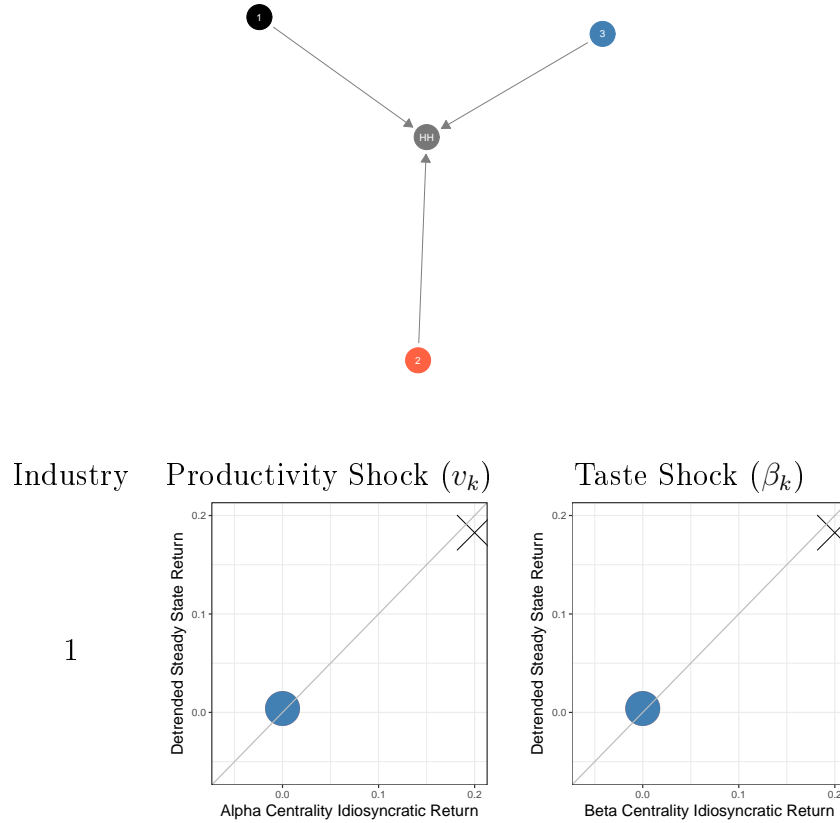 1
3
HH
2
Industry Productivity Shock (v_k) Taste Shock (β_k)
1
Detrended Steady State Return
0.2
0.1
0.0
0.0 0.1 0.2
Alpha Centrality Idiosyncratic Return
Detrended Steady State Return
0.2
0.1
0.0
0.0 0.1 0.2
Beta Centrality Idiosyncratic Return